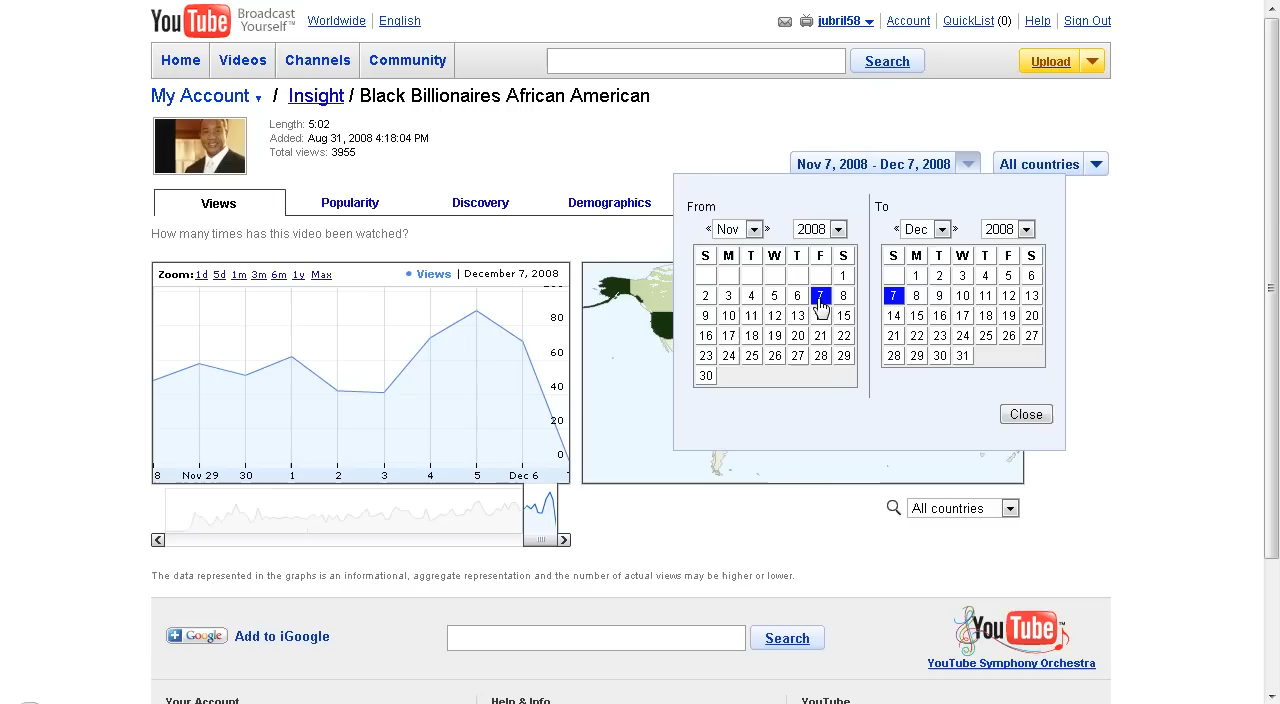 YouTube Broadcast Yourself™ Worldwide English jubril58 Account QuickList (0) Help Sign Out
Home Videos Channels Community Search Upload
My Account / Insight / Black Billionaires African American
Length: 5:02
Added: Aug 31, 2008 4:18:04 PM
Total views: 3955
Nov 7, 2008 - Dec 7, 2008 All countries
Views Popularity Discovery Demographics
How many times has this video been watched?
From
« Nov » 2008
S M T W T F S
1
2 3 4 5 6 7 8
9 10 11 12 13 15
16 17 18 19 20 21 22
23 24 25 26 27 28 29
30
To
« Dec » 2008
S M T W T F S
1 2 3 4 5 6
7 8 9 10 11 12 13
14 15 16 17 18 19 20
21 22 23 24 25 26 27
28 29 30 31
Close
Zoom: 1d 5d 1m 3m 6m 1y Max Views | December 7, 2008
80
60
40
20
0
8 Nov 29 30 1 2 3 4 5 Dec 6
All countries
The data represented in the graphs is an informational, aggregate representation and the number of actual views may be higher or lower.
Google Add to iGoogle Search YouTube™
YouTube Symphony Orchestra
Your Account Help & Info YouTube